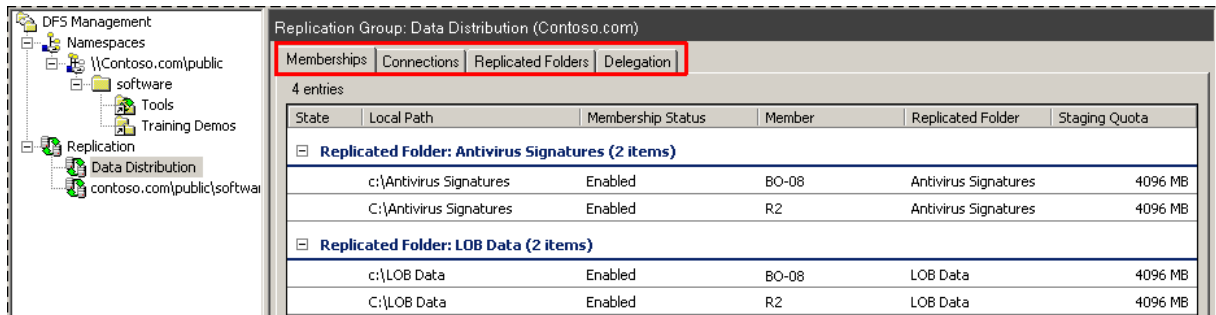 DFS Management
Namespaces
\\Contoso.com\public
software
Tools
Training Demos
Replication
Data Distribution
contoso.com\public\softwar
Replication Group: Data Distribution (Contoso.com)
Memberships Connections Replicated Folders Delegation
4 entries
State Local Path Membership Status Member Replicated Folder Staging Quota
Replicated Folder: Antivirus Signatures (2 items)
c:\Antivirus Signatures Enabled BO-08 Antivirus Signatures 4096 MB
C:\Antivirus Signatures Enabled R2 Antivirus Signatures 4096 MB
Replicated Folder: LOB Data (2 items)
c:\LOB Data Enabled BO-08 LOB Data 4096 MB
C:\LOB Data Enabled R2 LOB Data 4096 MB